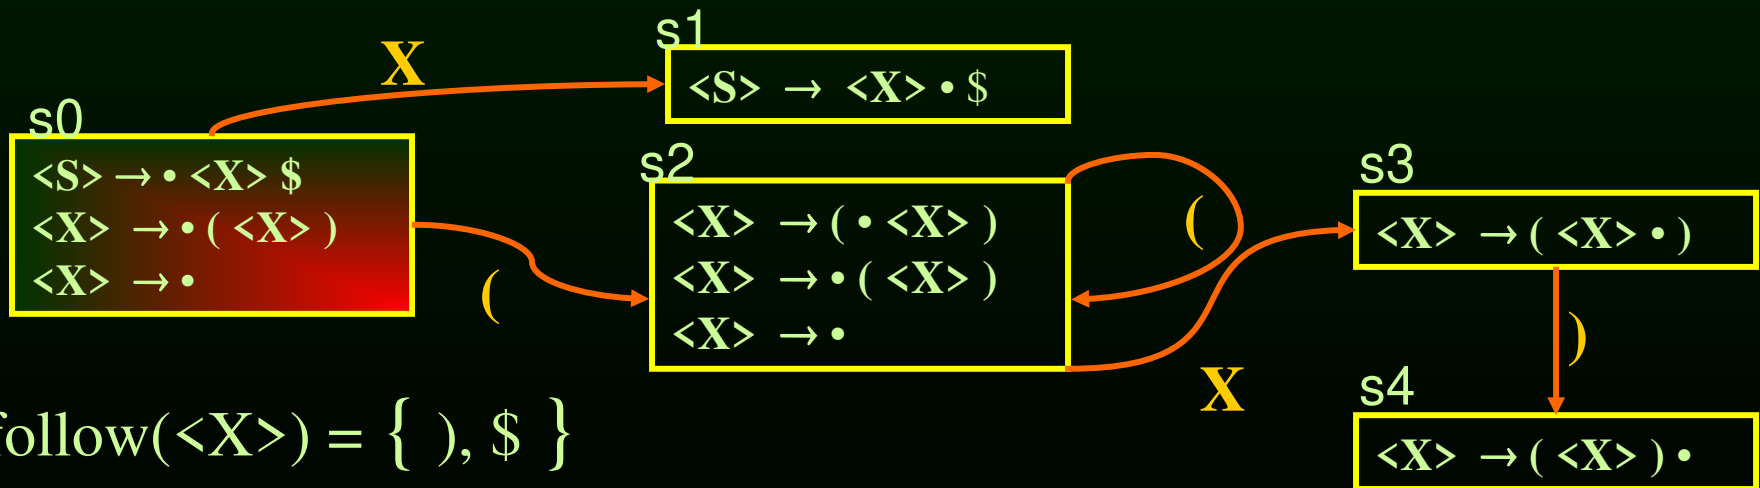 s0
<S> → • <X> $
<X> → • ( <X> )
<X> → •
X
(
s1
<S> → <X> • $
s2
<X> → ( • <X> )
<X> → • ( <X> )
<X> → •
(
X
s3
<X> → ( <X> • )
)
s4
<X> → ( <X> ) •
follow(<X>) = { ), $ }